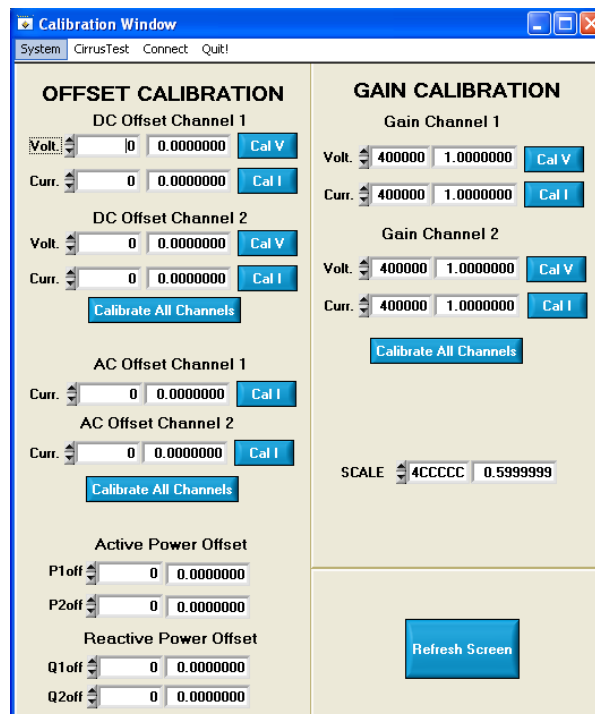 Calibration Window
System CirrusTest Connect Quit!
OFFSET CALIBRATION
DC Offset Channel 1
Volt. 0 0.0000000 Cal V
Curr. 0 0.0000000 Cal I
DC Offset Channel 2
Volt. 0 0.0000000 Cal V
Curr. 0 0.0000000 Cal I
Calibrate All Channels
AC Offset Channel 1
Curr. 0 0.0000000 Cal I
AC Offset Channel 2
Curr. 0 0.0000000 Cal I
Calibrate All Channels
Active Power Offset
P1off 0 0.0000000
P2off 0 0.0000000
Reactive Power Offset
Q1off 0 0.0000000
Q2off 0 0.0000000
GAIN CALIBRATION
Gain Channel 1
Volt. 400000 1.0000000 Cal V
Curr. 400000 1.0000000 Cal I
Gain Channel 2
Volt. 400000 1.0000000 Cal V
Curr. 400000 1.0000000 Cal I
Calibrate All Channels
SCALE 4CCCCC 0.5999999
Refresh Screen